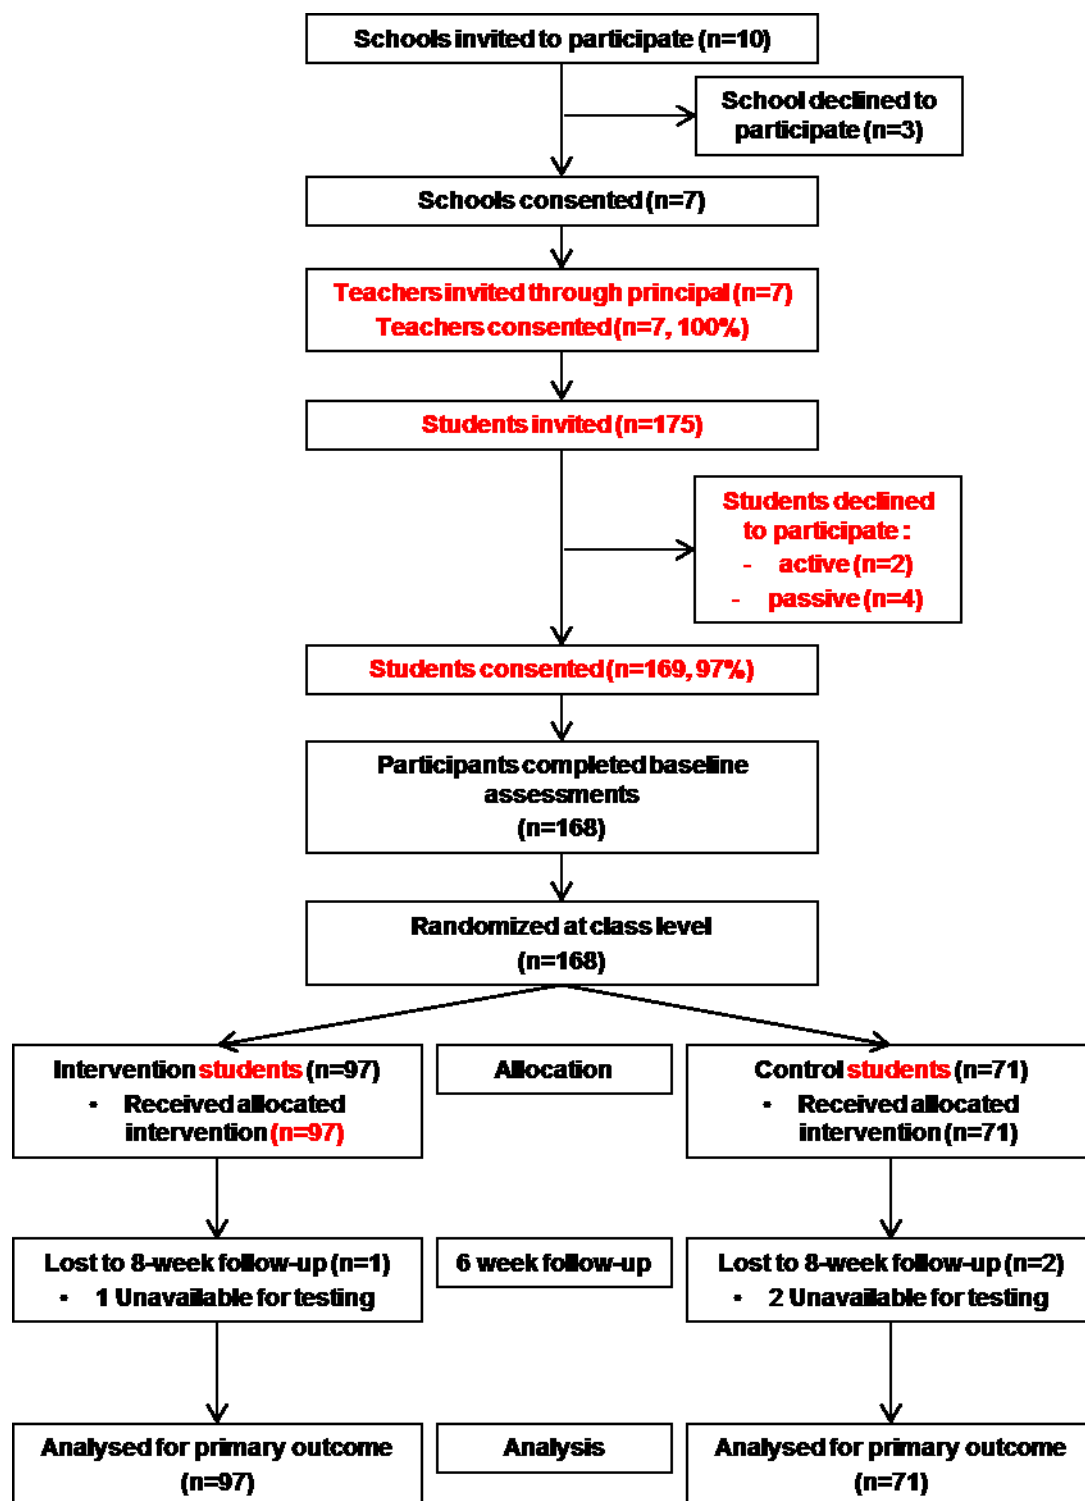 Schools invited to participate (n=10)
School declined to
participate (n=3)
Schools consented (n=7)
Teachers invited through principal (n=7)
Teachers consented (n=7, 100%)
Students invited (n=175)
Students declined
to participate :
- active (n=2)
- passive (n=4)
Students consented (n=169, 97%)
Participants completed baseline
assessments
(n=168)
Randomized at class level
(n=168)
Intervention students (n=97)
• Received allocated
intervention (n=97)
Allocation
Control students (n=71)
• Received allocated
intervention (n=71)
Lost to 8-week follow-up (n=1)
• 1 Unavailable for testing
6 week follow-up
Lost to 8-week follow-up (n=2)
• 2 Unavailable for testing
Analysed for primary outcome
(n=97)
Analysis
Analysed for primary outcome
(n=71)